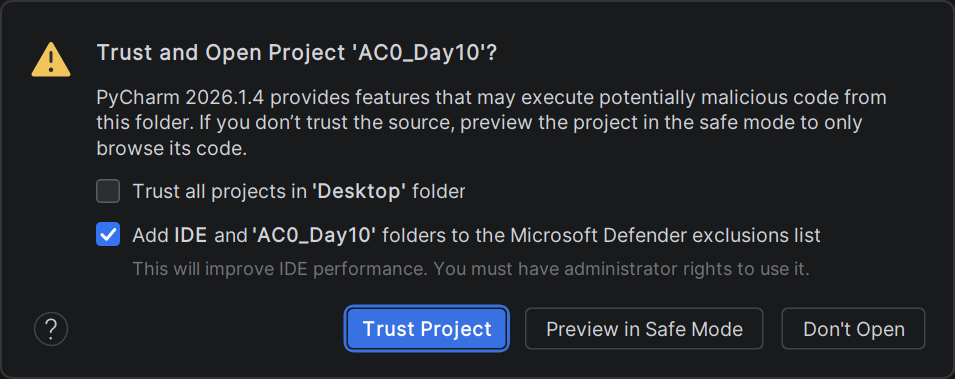 Trust and Open Project 'AC0_Day10'?
PyCharm 2026.1.4 provides features that may execute potentially malicious code from
this folder. If you don’t trust the source, preview the project in the safe mode to only
browse its code.
Trust all projects in 'Desktop' folder
Add IDE and 'AC0_Day10' folders to the Microsoft Defender exclusions list
This will improve IDE performance. You must have administrator rights to use it.
? Trust Project Preview in Safe Mode Don't Open